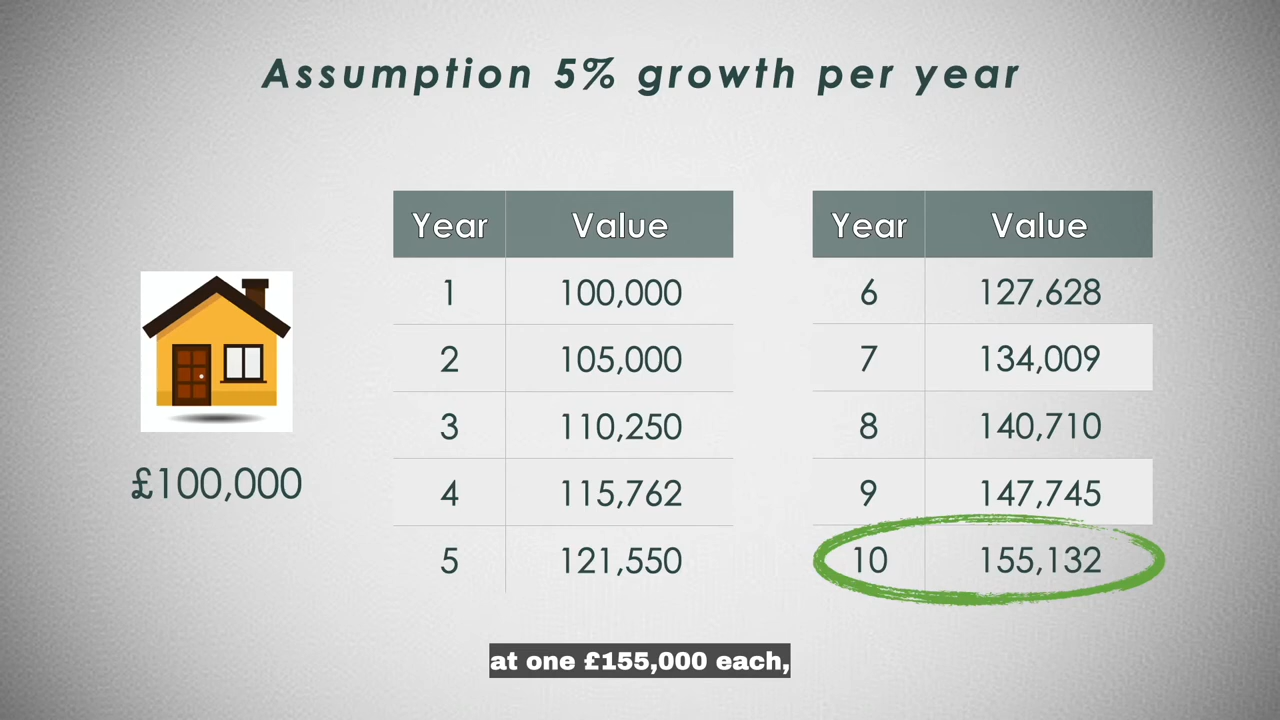 Assumption 5% growth per year
£100,000
Year Value
1 100,000
2 105,000
3 110,250
4 115,762
5 121,550
Year Value
6 127,628
7 134,009
8 140,710
9 147,745
10 155,132
at one £155,000 each,